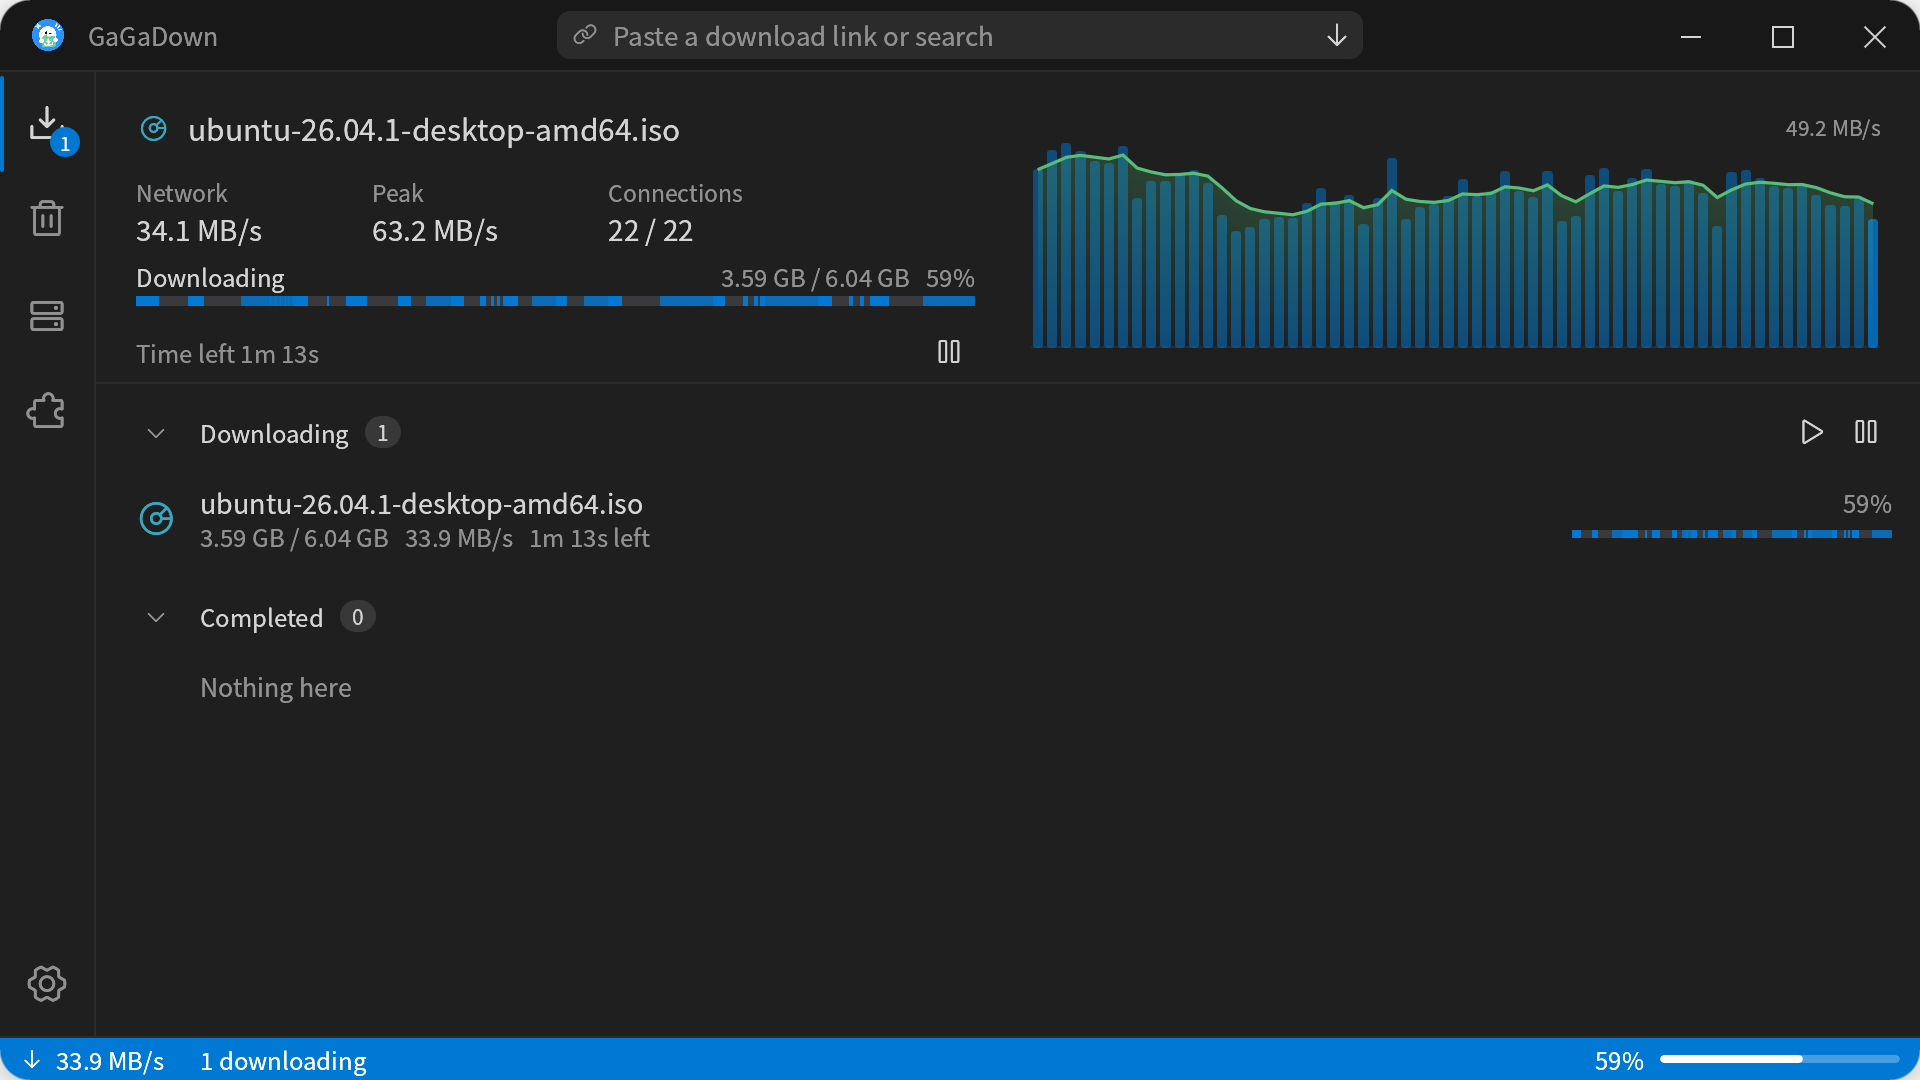 GaGaDown
Paste a download link or search
1
ubuntu-26.04.1-desktop-amd64.iso
49.2 MB/s
Network Peak Connections
34.1 MB/s 63.2 MB/s 22 / 22
Downloading 3.59 GB / 6.04 GB 59%
Time left 1m 13s
Downloading 1
ubuntu-26.04.1-desktop-amd64.iso 59%
3.59 GB / 6.04 GB 33.9 MB/s 1m 13s left
Completed 0
Nothing here
33.9 MB/s 1 downloading 59%